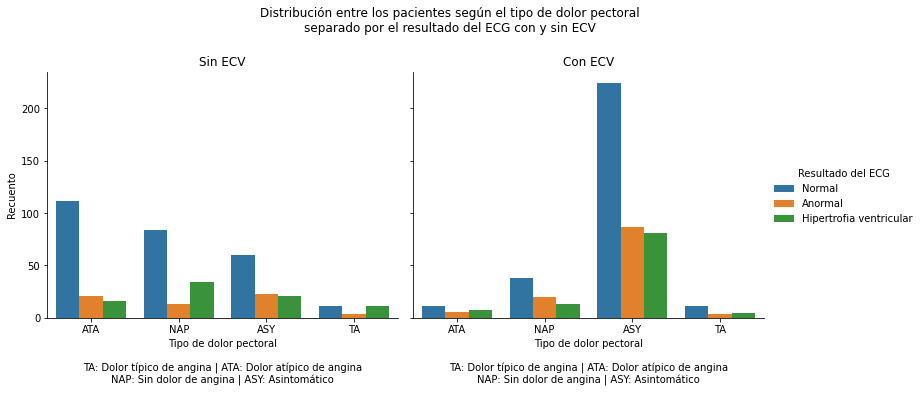 Distribución entre los pacientes según el tipo de dolor pectoral
separado por el resultado del ECG con y sin ECV
Sin ECV
Con ECV
Recuento
200
150
100
50
0
ATA NAP ASY TA
ATA NAP ASY TA
Tipo de dolor pectoral
Tipo de dolor pectoral
TA: Dolor típico de angina | ATA: Dolor atípico de angina
NAP: Sin dolor de angina | ASY: Asintomático
TA: Dolor típico de angina | ATA: Dolor atípico de angina
NAP: Sin dolor de angina | ASY: Asintomático
Resultado del ECG
Normal
Anormal
Hipertrofia ventricular